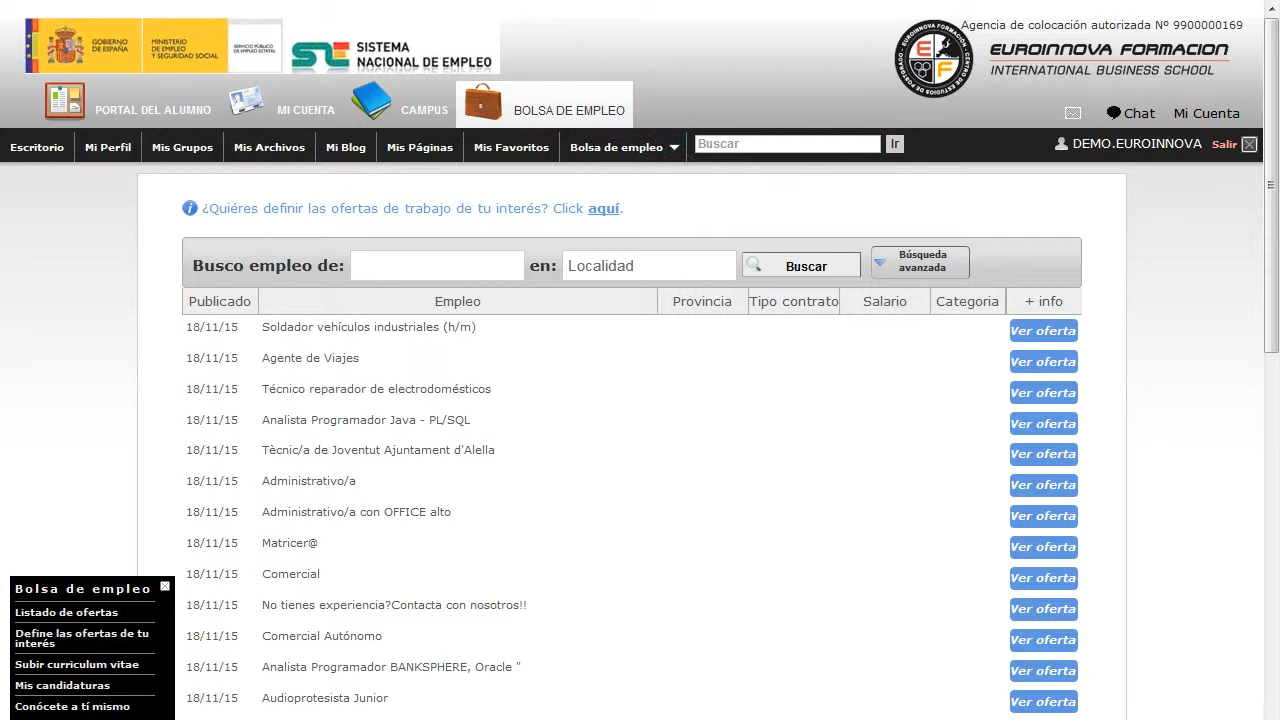 Agencia de colocación autorizada Nº 9900000169
GOBIERNO DE ESPAÑA
MINISTERIO DE EMPLEO Y SEGURIDAD SOCIAL
SERVICIO PÚBLICO DE EMPLEO ESTATAL
SISTEMA NACIONAL DE EMPLEO
EUROINNOVA FORMACION
INTERNATIONAL BUSINESS SCHOOL
PORTAL DEL ALUMNO
MI CUENTA
CAMPUS
BOLSA DE EMPLEO
Chat
Mi Cuenta
Escritorio
Mi Perfil
Mis Grupos
Mis Archivos
Mi Blog
Mis Páginas
Mis Favoritos
Bolsa de empleo
Buscar
Ir
DEMO.EUROINNOVA
Salir
¿Quiéres definir las ofertas de trabajo de tu interés? Click aquí.
Busco empleo de:
en:
Localidad
Buscar
Búsqueda avanzada
Publicado Empleo Provincia Tipo contrato Salario Categoria + info
18/11/15 Soldador vehículos industriales (h/m) Ver oferta
18/11/15 Agente de Viajes Ver oferta
18/11/15 Técnico reparador de electrodomésticos Ver oferta
18/11/15 Analista Programador Java - PL/SQL Ver oferta
18/11/15 Tècnic/a de Joventut Ajuntament d'Alella Ver oferta
18/11/15 Administrativo/a Ver oferta
18/11/15 Administrativo/a con OFFICE alto Ver oferta
18/11/15 Matricer@ Ver oferta
18/11/15 Comercial Ver oferta
18/11/15 No tienes experiencia?Contacta con nosotros!! Ver oferta
18/11/15 Comercial Autónomo Ver oferta
18/11/15 Analista Programador BANKSPHERE, Oracle " Ver oferta
18/11/15 Audioprotesista Junior Ver oferta
Bolsa de empleo
Listado de ofertas
Define las ofertas de tu
interés
Subir curriculum vitae
Mis candidaturas
Conócete a tí mismo